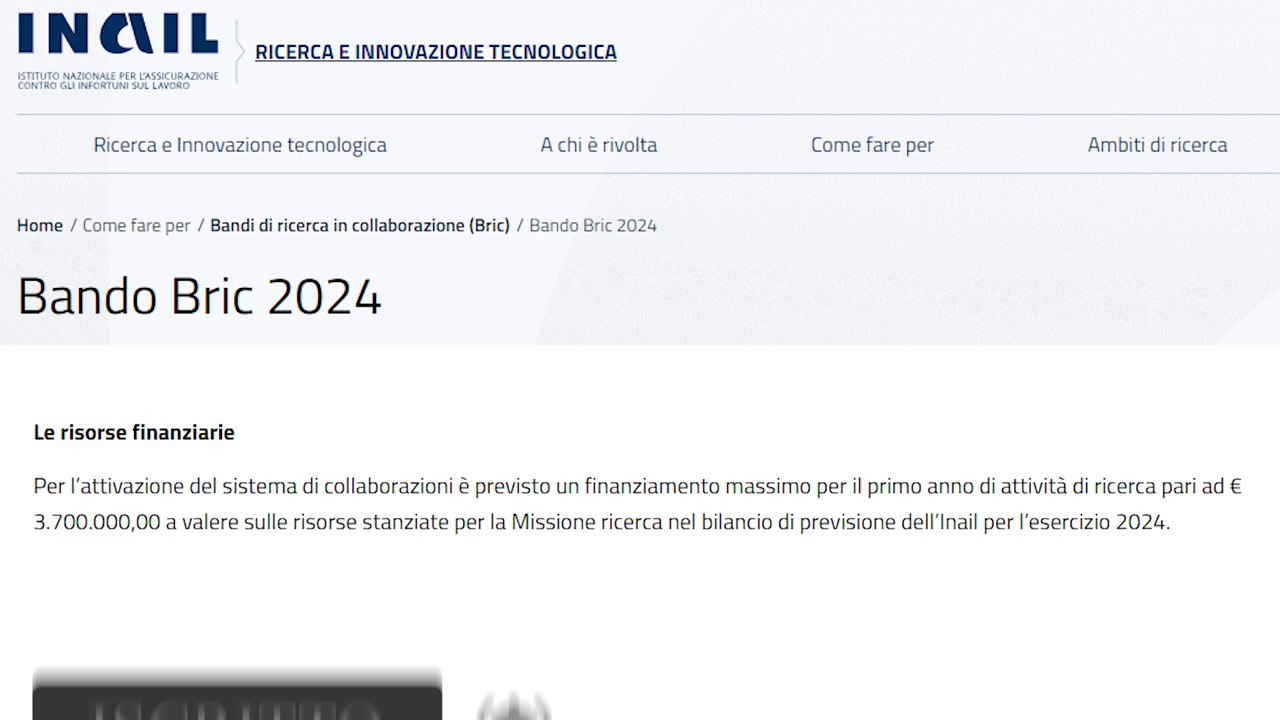 INAIL
ISTITUTO NAZIONALE PER L'ASSICURAZIONE
CONTRO GLI INFORTUNI SUL LAVORO
RICERCA E INNOVAZIONE TECNOLOGICA
Ricerca e Innovazione tecnologica A chi è rivolta Come fare per Ambiti di ricerca
Home / Come fare per / Bandi di ricerca in collaborazione (Bric) / Bando Bric 2024
Bando Bric 2024
Le risorse finanziarie
Per l’attivazione del sistema di collaborazioni è previsto un finanziamento massimo per il primo anno di attività di ricerca pari ad €
3.700.000,00 a valere sulle risorse stanziate per la Missione ricerca nel bilancio di previsione dell’Inail per l’esercizio 2024.